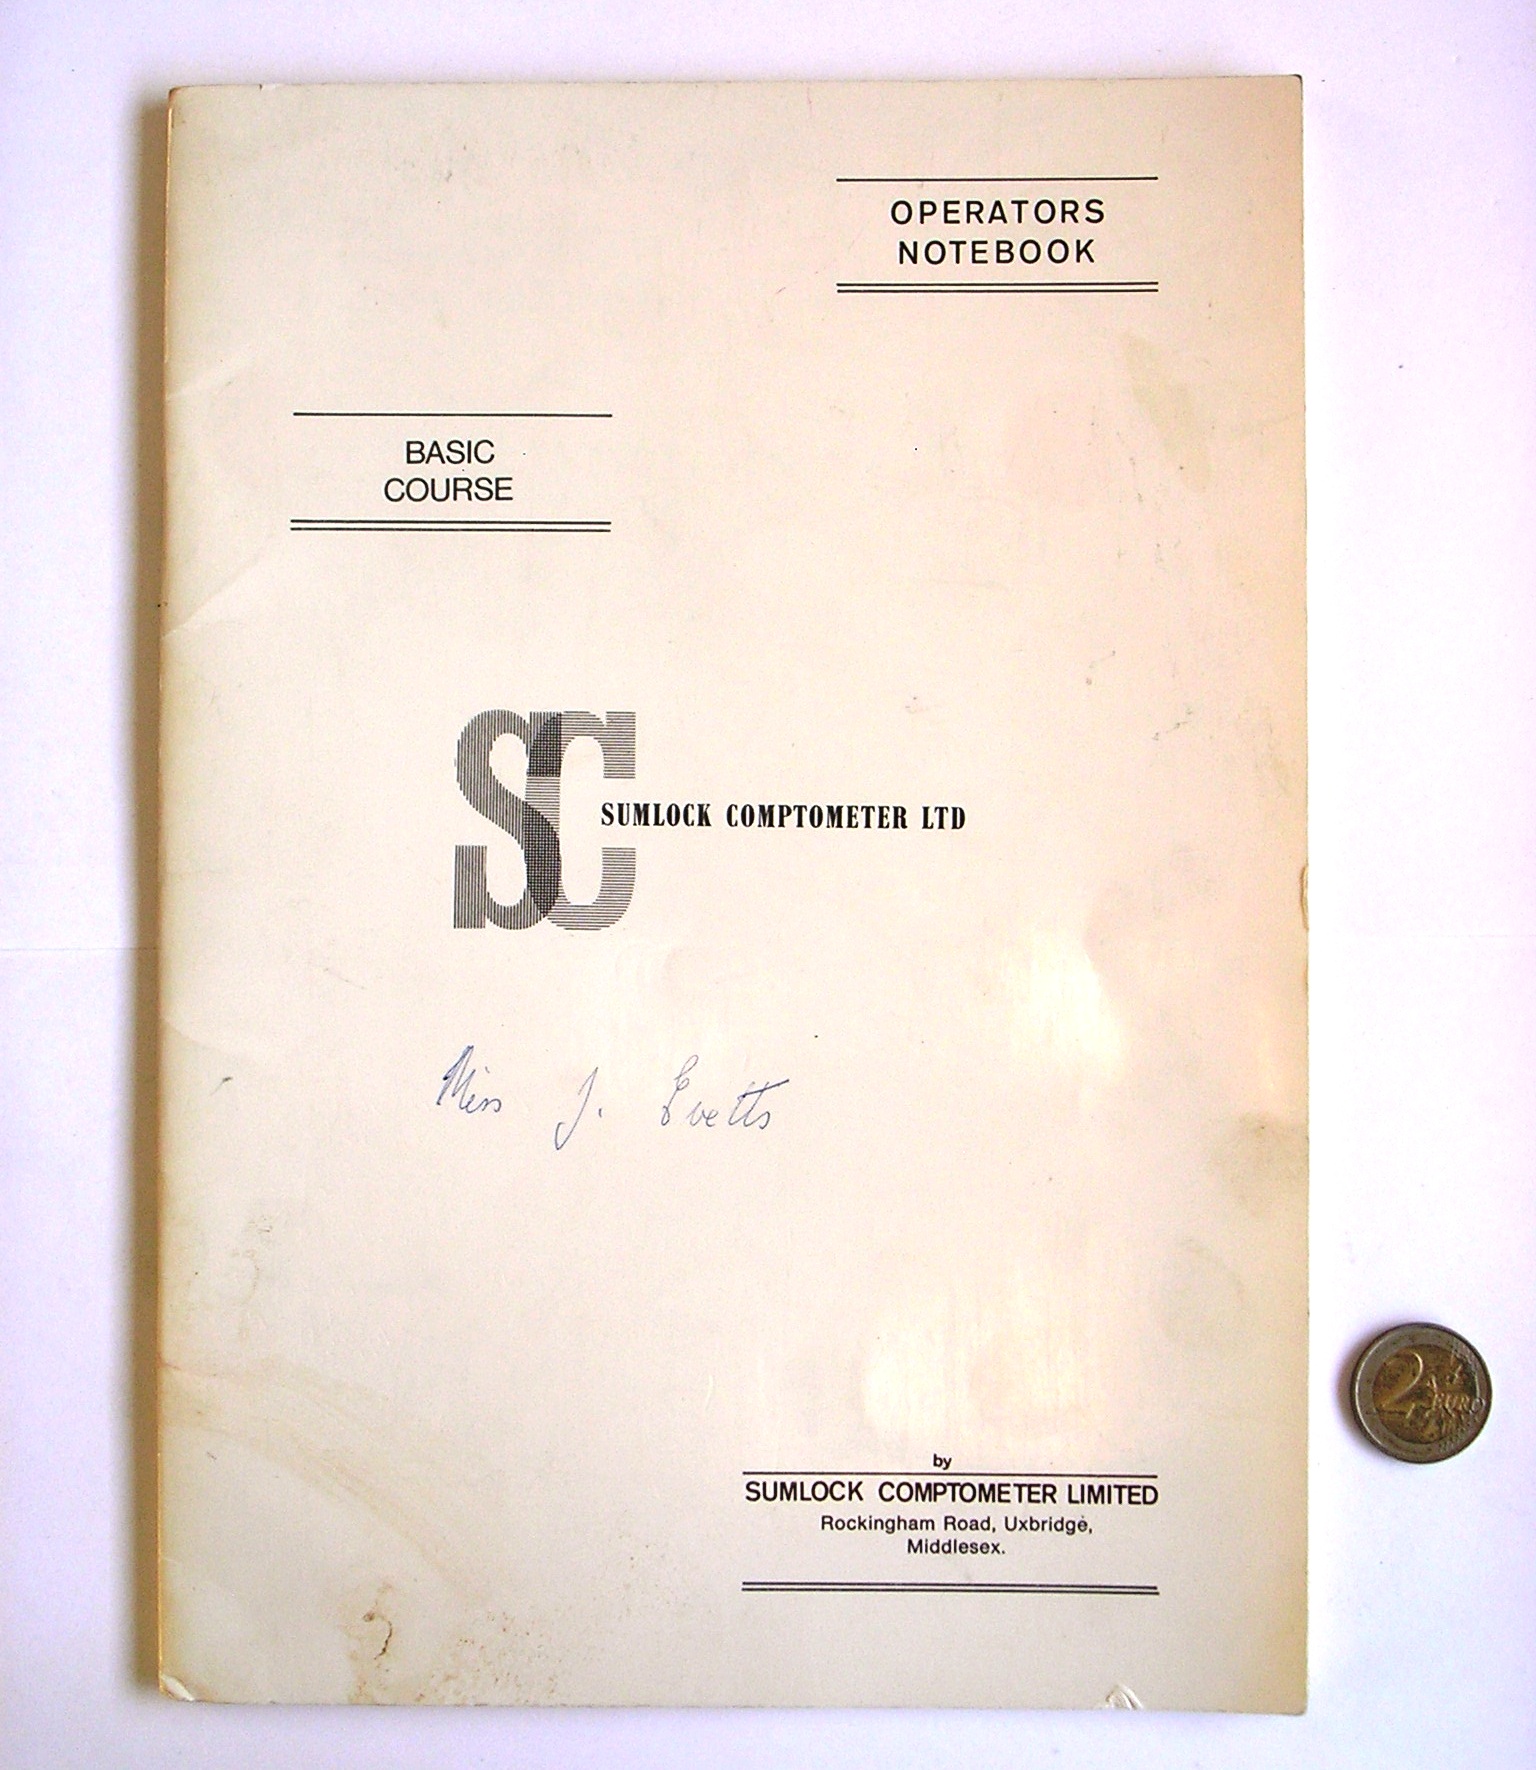 OPERATORS
NOTEBOOK
BASIC
COURSE
SC
SUMLOCK COMPTOMETER LTD
Miss J. Evetts
by
SUMLOCK COMPTOMETER LIMITED
Rockingham Road, Uxbridge,
Middlesex.
2 EURO